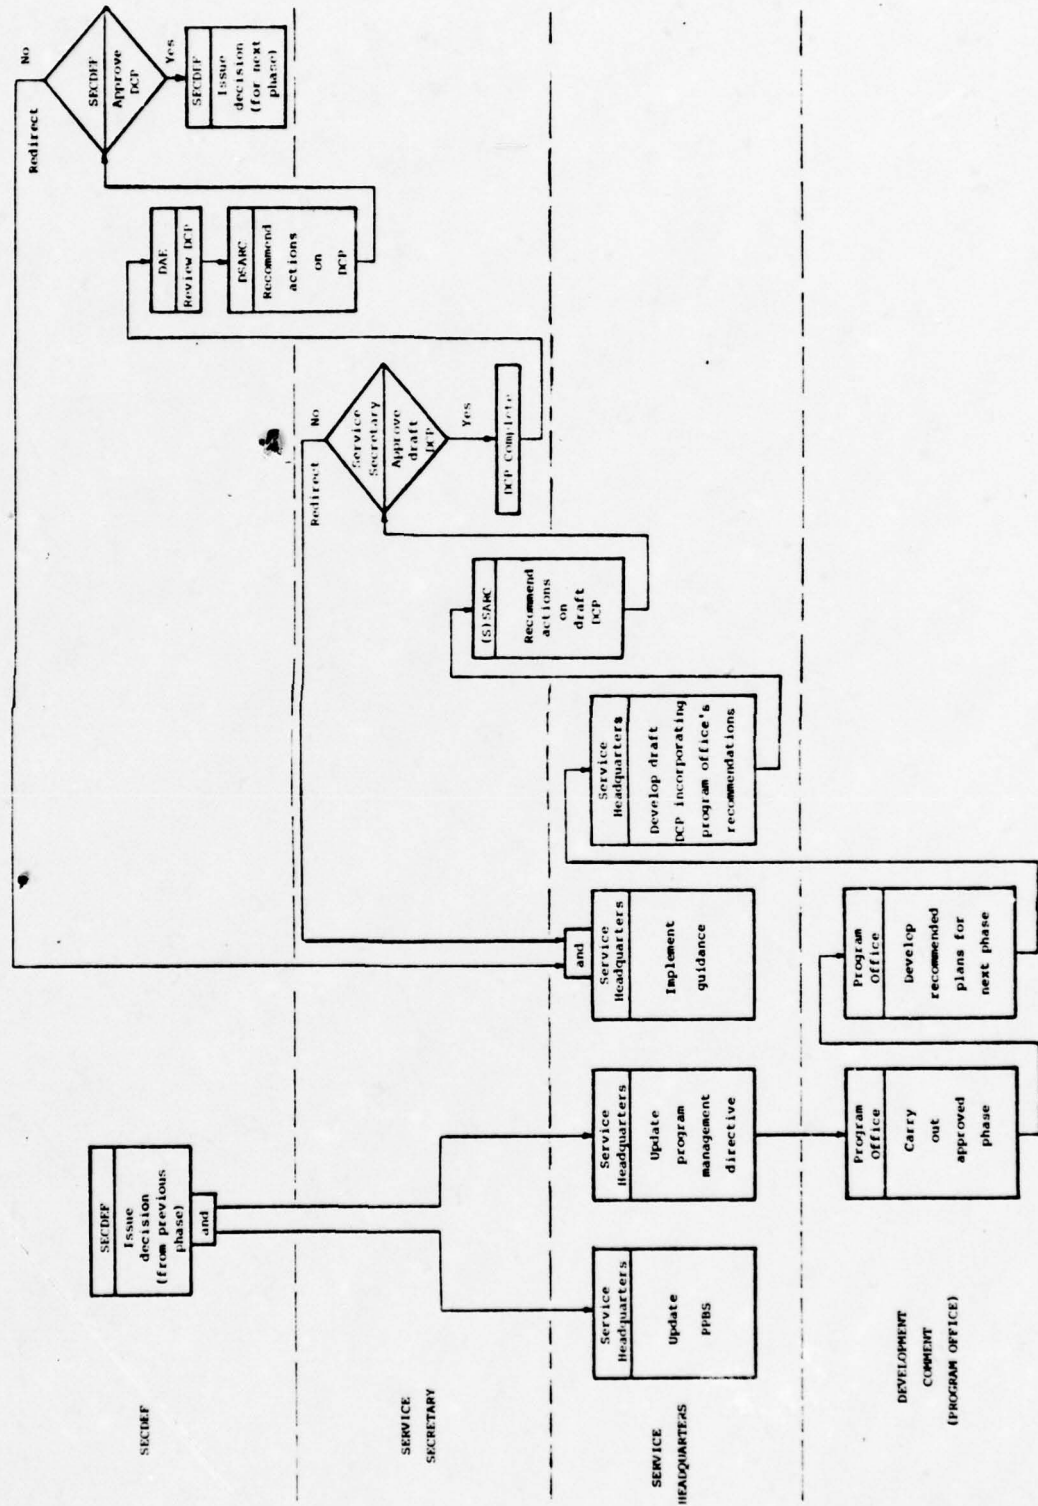 SECDEF
SECDEF
Issue
decision
(from previous
phase)
and
DAE
Review DCP
DSARC
Recommend
actions
on
DCP
Redirect
No
SECDEF
Approve
DCP
Yes
SECDEF
Issue
decision
(for next
phase)
SERVICE
SECRETARY
Redirect
No
Service
Secretary
Approve
draft
DCP
Yes
DCP Complete
SERVICE
HEADQUARTERS
Service
Headquarters
Update
PPBS
Service
Headquarters
Update
program
management
directive
and
Service
Headquarters
Implement
guidance
Service
Headquarters
Develop draft
DCP incorporating
program office's
recommendations
(S)SARC
Recommend
actions
on
draft
DCP
DEVELOPMENT
COMMENT
(PROGRAM OFFICE)
Program
Office
Carry
out
approved
phase
Program
Office
Develop
recommended
plans for
next phase